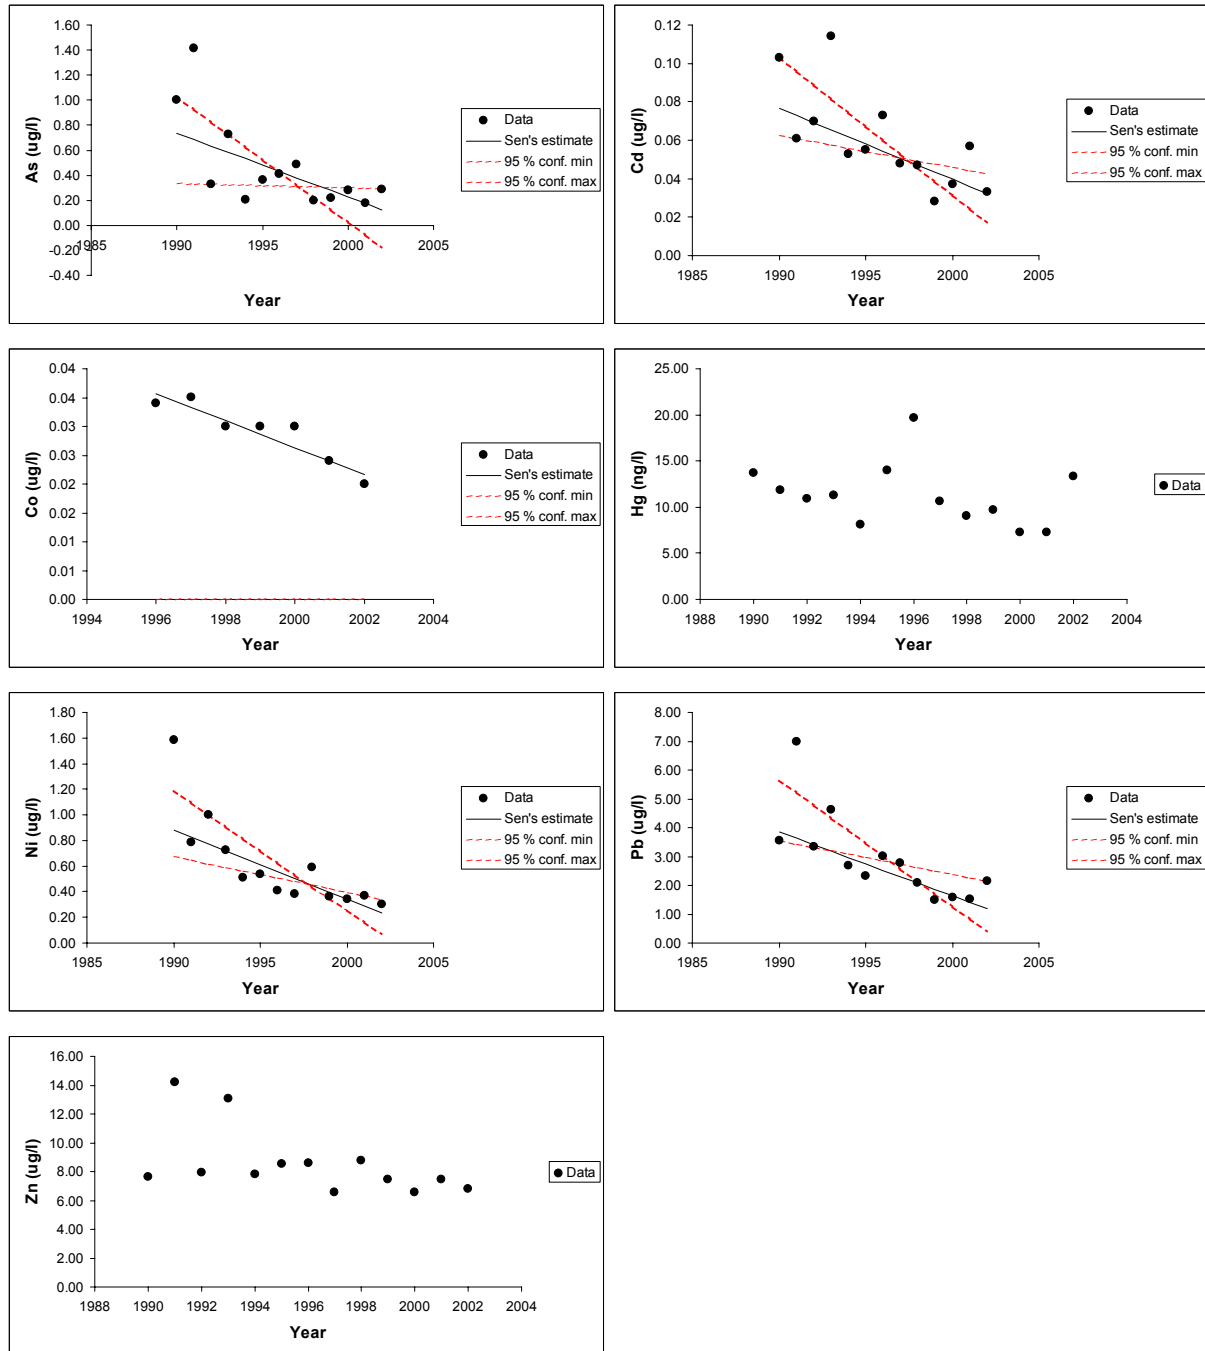 1.60
1.40
1.20
1.00
0.80
0.60
0.40
0.20
0.00
-0.20
-0.40
As (ug/l)
1985 1990 1995 2000 2005
Year
Data
Sen's estimate
95 % conf. min
95 % conf. max
0.12
0.10
0.08
0.06
0.04
0.02
0.00
Cd (ug/l)
1985 1990 1995 2000 2005
Year
Data
Sen's estimate
95 % conf. min
95 % conf. max
0.04
0.04
0.03
0.03
0.02
0.02
0.01
0.01
0.00
Co (ug/l)
1994 1996 1998 2000 2002 2004
Year
Data
Sen's estimate
95 % conf. min
95 % conf. max
25.00
20.00
15.00
10.00
5.00
0.00
Hg (ng/l)
1988 1990 1992 1994 1996 1998 2000 2002 2004
Year
Data
1.80
1.60
1.40
1.20
1.00
0.80
0.60
0.40
0.20
0.00
Ni (ug/l)
1985 1990 1995 2000 2005
Year
Data
Sen's estimate
95 % conf. min
95 % conf. max
8.00
7.00
6.00
5.00
4.00
3.00
2.00
1.00
0.00
Pb (ug/l)
1985 1990 1995 2000 2005
Year
Data
Sen's estimate
95 % conf. min
95 % conf. max
16.00
14.00
12.00
10.00
8.00
6.00
4.00
2.00
0.00
Zn (ug/l)
1988 1990 1992 1994 1996 1998 2000 2002 2004
Year
Data